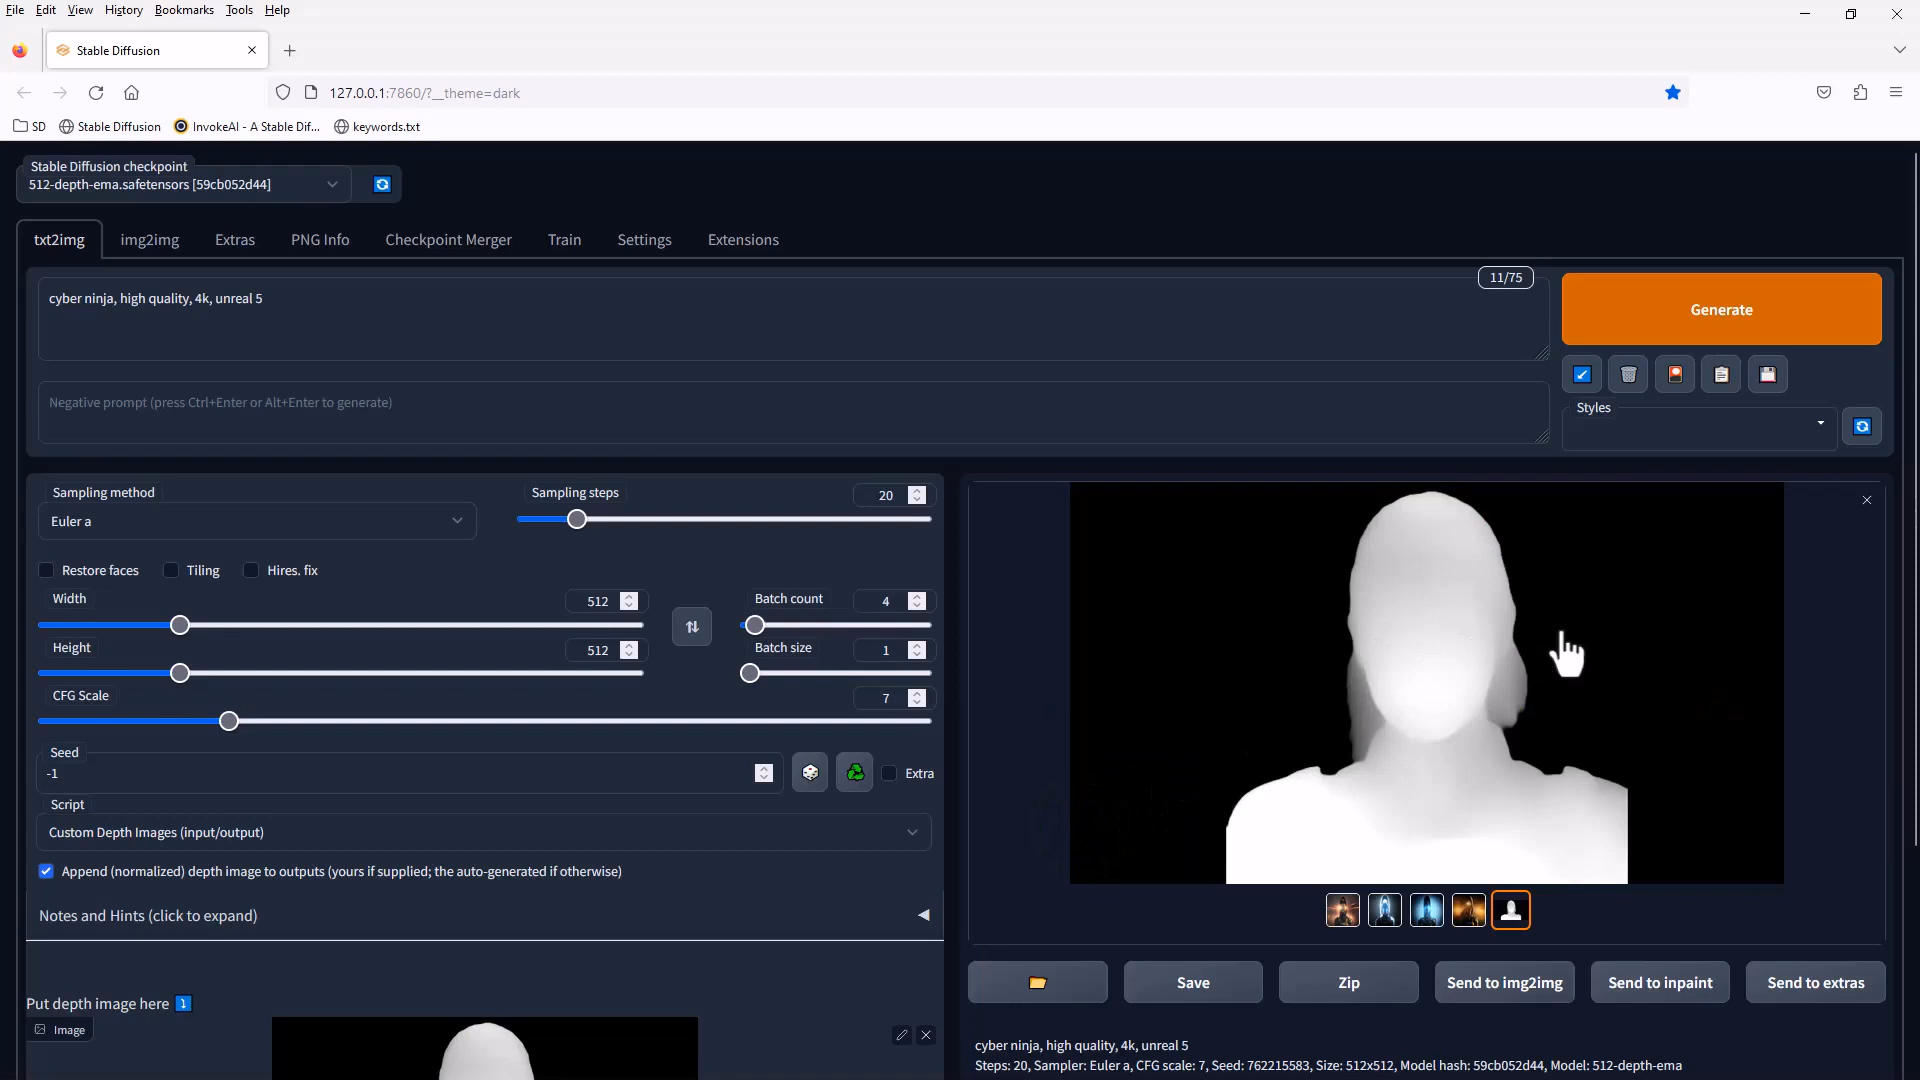 File Edit View History Bookmarks Tools Help
Stable Diffusion
127.0.0.1:7860/?__theme=dark
SD Stable Diffusion InvokeAI - A Stable Dif... keywords.txt
Stable Diffusion checkpoint
512-depth-ema.safetensors [59cb052d44]
txt2img img2img Extras PNG Info Checkpoint Merger Train Settings Extensions
11/75
cyber ninja, high quality, 4k, unreal 5
Generate
Negative prompt (press Ctrl+Enter or Alt+Enter to generate)
Styles
Sampling method
Euler a
Sampling steps
20
Restore faces Tiling Hires. fix
Width
512
Batch count
4
Height
512
Batch size
1
CFG Scale
7
Seed
-1
Extra
Script
Custom Depth Images (input/output)
Append (normalized) depth image to outputs (yours if supplied; the auto-generated if otherwise)
Notes and Hints (click to expand)
Put depth image here
Image
Save Zip Send to img2img Send to inpaint Send to extras
cyber ninja, high quality, 4k, unreal 5
Steps: 20, Sampler: Euler a, CFG scale: 7, Seed: 762215583, Size: 512x512, Model hash: 59cb052d44, Model: 512-depth-ema